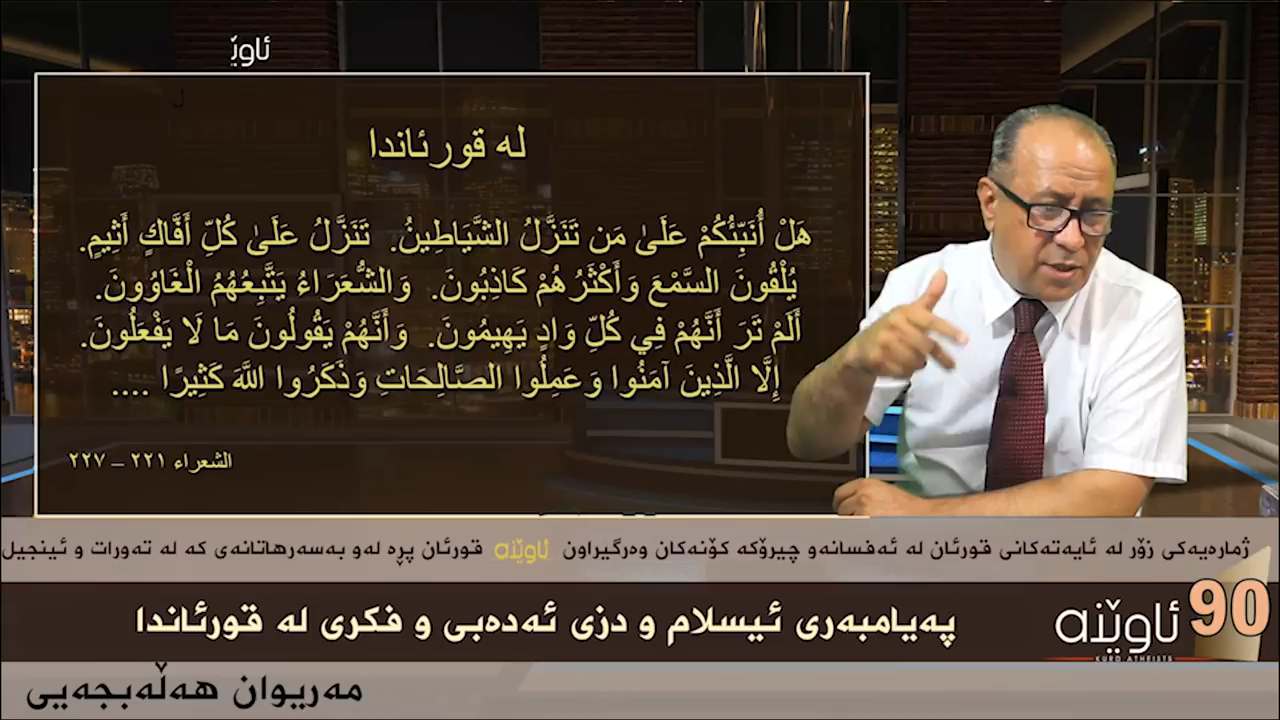 ئاوێ
له قورئاندا
هَلْ أُنَبِّئُكُمْ عَلَىٰ مَن تَنَزَّلُ الشَّيَاطِينُ. تَنَزَّلُ عَلَىٰ كُلِّ أَفَّاكٍ أَثِيمٍ.
يُلْقُونَ السَّمْعَ وَأَكْثَرُهُمْ كَاذِبُونَ. وَالشُّعَرَاءُ يَتَّبِعُهُمُ الْغَاوُونَ.
أَلَمْ تَرَ أَنَّهُمْ فِي كُلِّ وَادٍ يَهِيمُونَ. وَأَنَّهُمْ يَقُولُونَ مَا لَا يَفْعَلُونَ.
إِلَّا الَّذِينَ آمَنُوا وَعَمِلُوا الصَّالِحَاتِ وَذَكَرُوا اللَّهَ كَثِيرًا ....
الشعراء ٢٢١ – ٢٢٧
ژمارەیەکی زۆر لە ئایەتەکانی قورئان لە ئەفسانەو چیرۆکە کۆنەکان وەرگیراون ئاوێنە قورئان پڕە لەو بەسەرهاتانەی کە لە تەورات و ئینجیل
پەیامبەری ئیسلام و دزی ئەدەبی و فکری لە قورئاندا
ئاوێنە 90
KURD ATHEISTS
مەریوان هەڵەبجەیی